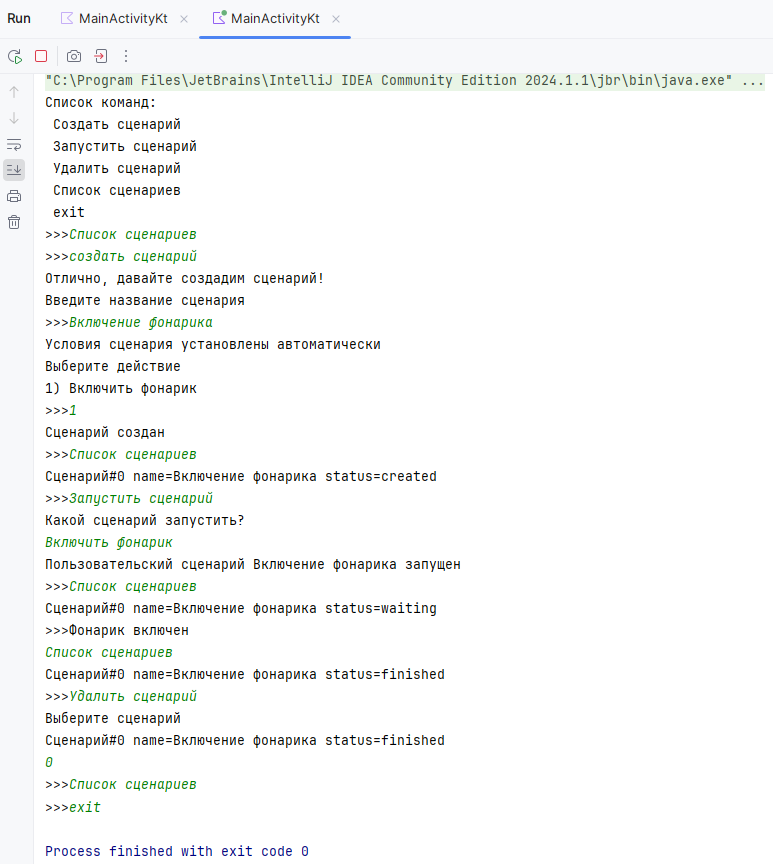 Run MainActivityKt MainActivityKt
"C:\Program Files\JetBrains\IntelliJ IDEA Community Edition 2024.1.1\jbr\bin\java.exe" ...
Список команд:
Создать сценарий
Запустить сценарий
Удалить сценарий
Список сценариев
exit
>>>Список сценариев
>>>создать сценарий
Отлично, давайте создадим сценарий!
Введите название сценария
>>>Включение фонарика
Условия сценария установлены автоматически
Выберите действие
1) Включить фонарик
>>>1
Сценарий создан
>>>Список сценариев
Сценарий#0 name=Включение фонарика status=created
>>>Запустить сценарий
Какой сценарий запустить?
Включить фонарик
Пользовательский сценарий Включение фонарика запущен
>>>Список сценариев
Сценарий#0 name=Включение фонарика status=waiting
>>>Фонарик включен
Список сценариев
Сценарий#0 name=Включение фонарика status=finished
>>>Удалить сценарий
Выберите сценарий
Сценарий#0 name=Включение фонарика status=finished
0
>>>Список сценариев
>>>exit
Process finished with exit code 0